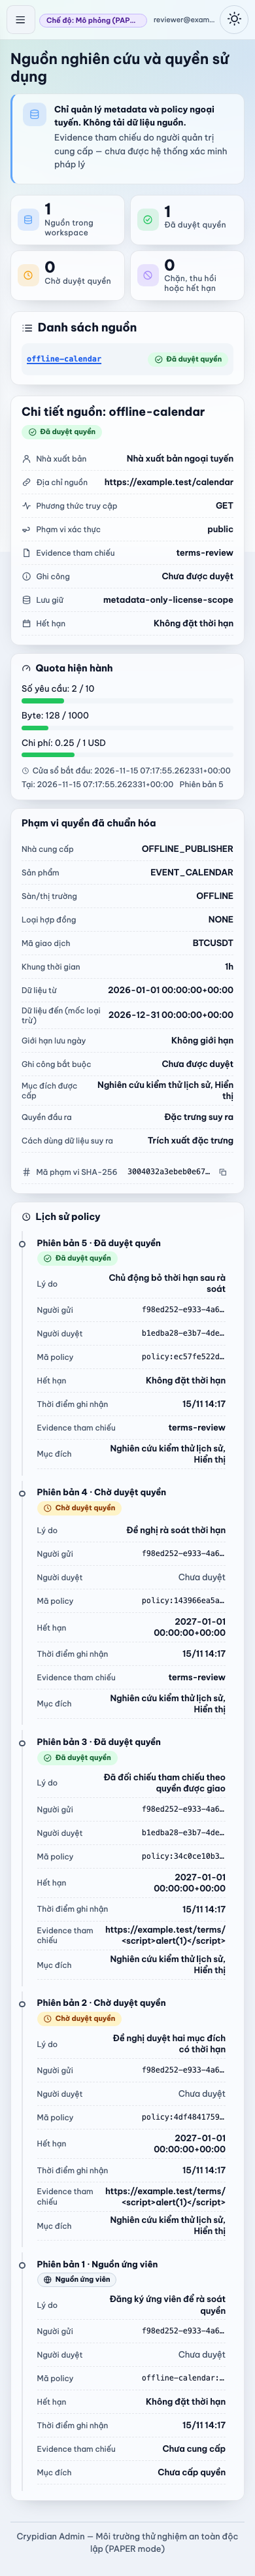 Chế độ: Mô phỏng (PAP...
reviewer@exam...
Nguồn nghiên cứu và quyền sử
dụng
Chỉ quản lý metadata và policy ngoại
tuyến. Không tải dữ liệu nguồn.
Evidence tham chiếu do người quản trị
cung cấp — chưa được hệ thống xác minh
pháp lý
1
Nguồn trong
workspace
1
Đã duyệt quyền
0
Chờ duyệt quyền
0
Chặn, thu hồi
hoặc hết hạn
Danh sách nguồn
offline-calendar
Đã duyệt quyền
Chi tiết nguồn: offline-calendar
Đã duyệt quyền
Nhà xuất bản
Nhà xuất bản ngoại tuyến
Địa chỉ nguồn
https://example.test/calendar
Phương thức truy cập
GET
Phạm vi xác thực
public
Evidence tham chiếu
terms-review
Ghi công
Chưa được duyệt
Lưu giữ
metadata-only-license-scope
Hết hạn
Không đặt thời hạn
Quota hiện hành
Số yêu cầu: 2 / 10
Byte: 128 / 1000
Chi phí: 0.25 / 1 USD
Cửa sổ bắt đầu: 2026-11-15 07:17:55.262331+00:00
Tại: 2026-11-15 07:17:55.262331+00:00 Phiên bản 5
Phạm vi quyền đã chuẩn hóa
Nhà cung cấp
OFFLINE_PUBLISHER
Sản phẩm
EVENT_CALENDAR
Sàn/thị trường
OFFLINE
Loại hợp đồng
NONE
Mã giao dịch
BTCUSDT
Khung thời gian
1h
Dữ liệu từ
2026-01-01 00:00:00+00:00
Dữ liệu đến (mốc loại
trừ)
2026-12-31 00:00:00+00:00
Giới hạn lưu ngày
Không giới hạn
Ghi công bắt buộc
Chưa được duyệt
Mục đích được
cấp
Nghiên cứu kiểm thử lịch sử, Hiển
thị
Quyền đầu ra
Đặc trưng suy ra
Cách dùng dữ liệu suy ra
Trích xuất đặc trưng
Mã phạm vi SHA-256
3004032a3ebeb0e67...
Lịch sử policy
Phiên bản 5 · Đã duyệt quyền
Đã duyệt quyền
Lý do
Chủ động bỏ thời hạn sau rà
soát
Người gửi
f98ed252-e933-4a6...
Người duyệt
b1edba28-e3b7-4de...
Mã policy
policy:ec57fe522d...
Hết hạn
Không đặt thời hạn
Thời điểm ghi nhận
15/11 14:17
Evidence tham chiếu
terms-review
Mục đích
Nghiên cứu kiểm thử lịch sử,
Hiển thị
Phiên bản 4 · Chờ duyệt quyền
Chờ duyệt quyền
Lý do
Đề nghị rà soát thời hạn
Người gửi
f98ed252-e933-4a6...
Người duyệt
Chưa duyệt
Mã policy
policy:143966ea5a...
Hết hạn
2027-01-01
00:00:00+00:00
Thời điểm ghi nhận
15/11 14:17
Evidence tham chiếu
terms-review
Mục đích
Nghiên cứu kiểm thử lịch sử,
Hiển thị
Phiên bản 3 · Đã duyệt quyền
Đã duyệt quyền
Lý do
Đã đối chiếu tham chiếu theo
quyền được giao
Người gửi
f98ed252-e933-4a6...
Người duyệt
b1edba28-e3b7-4de...
Mã policy
policy:34c0ce10b3...
Hết hạn
2027-01-01
00:00:00+00:00
Thời điểm ghi nhận
15/11 14:17
Evidence tham
chiếu
https://example.test/terms/
<script>alert(1)</script>
Mục đích
Nghiên cứu kiểm thử lịch sử,
Hiển thị
Phiên bản 2 · Chờ duyệt quyền
Chờ duyệt quyền
Lý do
Đề nghị duyệt hai mục đích
có thời hạn
Người gửi
f98ed252-e933-4a6...
Người duyệt
Chưa duyệt
Mã policy
policy:4df4841759...
Hết hạn
2027-01-01
00:00:00+00:00
Thời điểm ghi nhận
15/11 14:17
Evidence tham
chiếu
https://example.test/terms/
<script>alert(1)</script>
Mục đích
Nghiên cứu kiểm thử lịch sử,
Hiển thị
Phiên bản 1 · Nguồn ứng viên
Nguồn ứng viên
Lý do
Đăng ký ứng viên để rà soát
quyền
Người gửi
f98ed252-e933-4a6...
Người duyệt
Chưa duyệt
Mã policy
offline-calendar:...
Hết hạn
Không đặt thời hạn
Thời điểm ghi nhận
15/11 14:17
Evidence tham chiếu
Chưa cung cấp
Mục đích
Chưa cấp quyền
Crypidian Admin — Môi trường thử nghiệm an toàn độc
lập (PAPER mode)